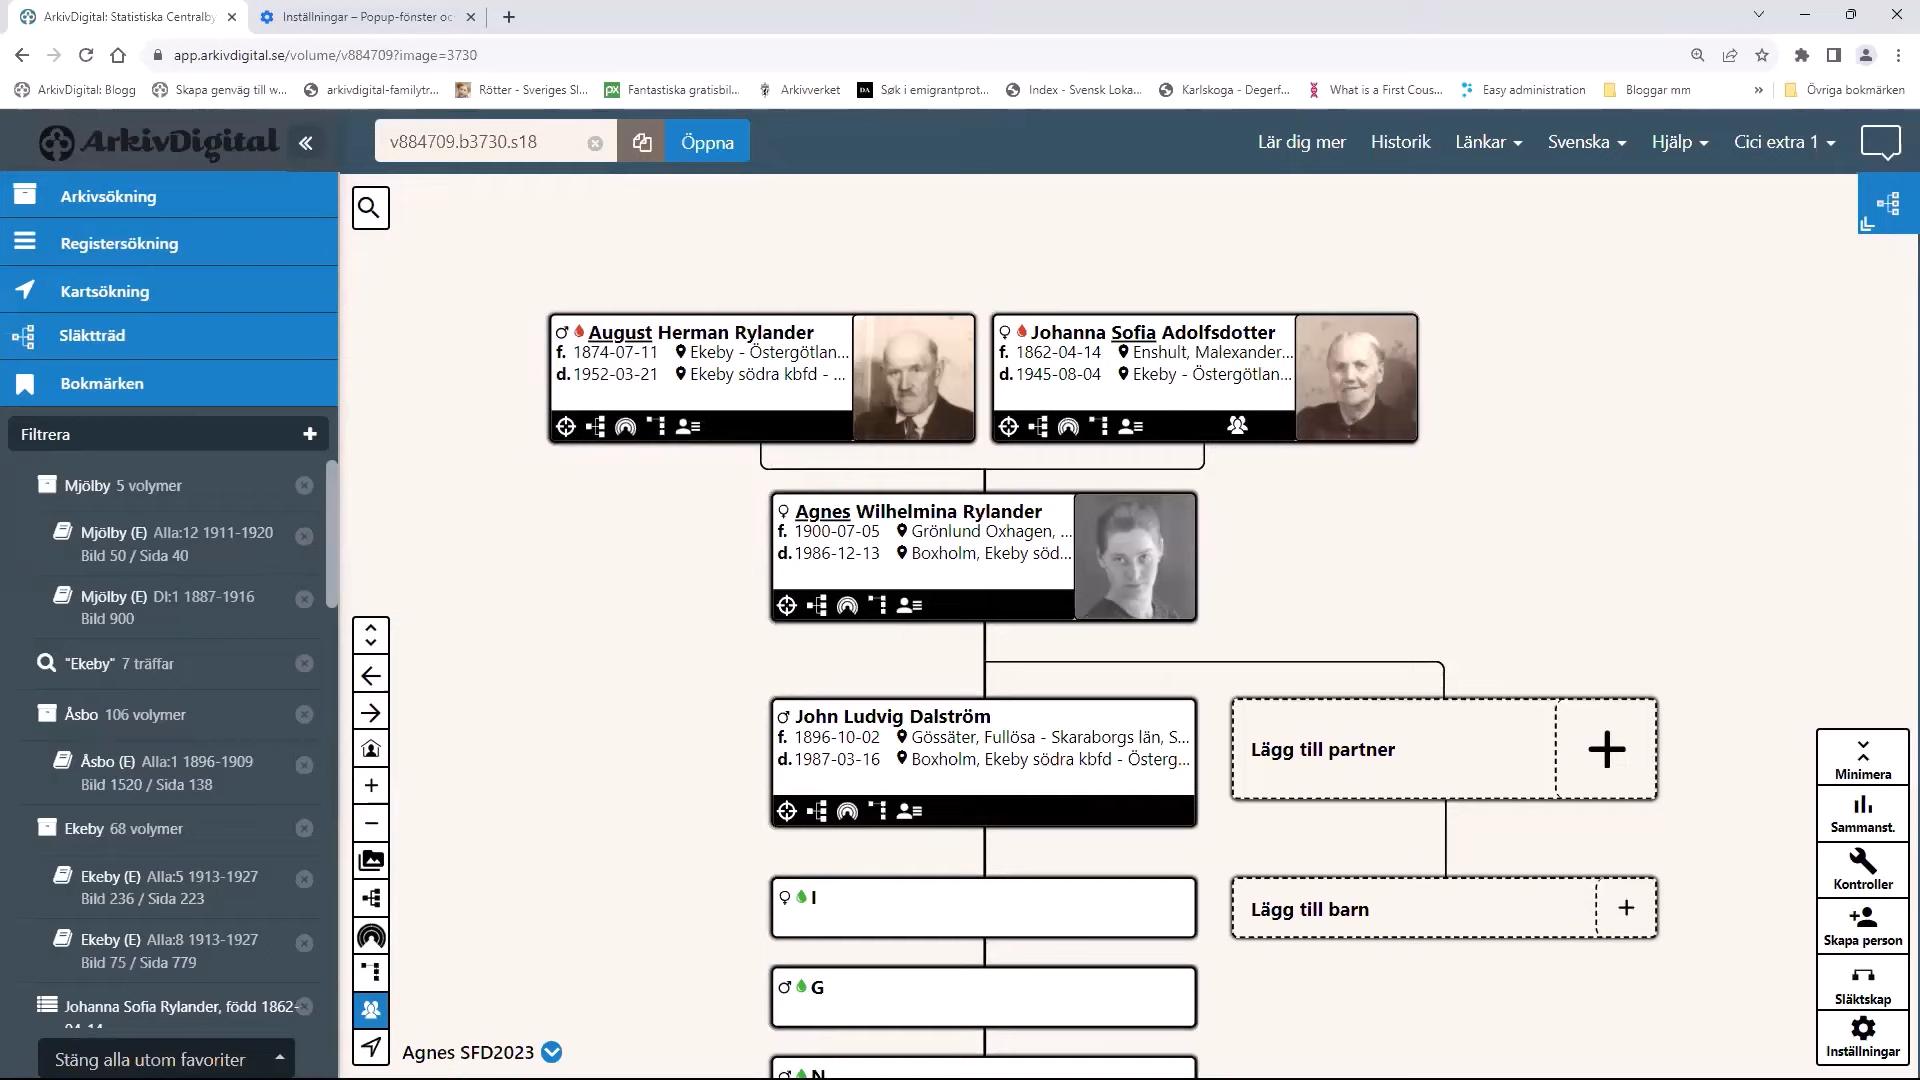 ArkivDigital: Statistiska Centralby
Inställningar – Popup-fönster oc
app.arkivdigital.se/volume/v884709?image=3730
ArkivDigital: Blogg
Skapa genväg till w...
arkivdigital-familytr...
Rötter - Sveriges Sl...
Fantastiska gratisbil...
Arkivverket
Søk i emigrantprot...
Index - Svensk Loka...
Karlskoga - Degerf...
What is a First Cous...
Easy administration
Bloggar mm
»
Övriga bokmärken
ArkivDigital
v884709.b3730.s18
Öppna
Lär dig mer
Historik
Länkar
Svenska
Hjälp
Cici extra 1
Arkivsökning
Registersökning
Kartsökning
Släktträd
Bokmärken
Filtrera
Mjölby 5 volymer
Mjölby (E) Alla:12 1911-1920
Bild 50 / Sida 40
Mjölby (E) DI:1 1887-1916
Bild 900
"Ekeby" 7 träffar
Åsbo 106 volymer
Åsbo (E) Alla:1 1896-1909
Bild 1520 / Sida 138
Ekeby 68 volymer
Ekeby (E) Alla:5 1913-1927
Bild 236 / Sida 223
Ekeby (E) Alla:8 1913-1927
Bild 75 / Sida 779
Johanna Sofia Rylander, född 1862-
04-14
Stäng alla utom favoriter
♂ August Herman Rylander
f. 1874-07-11 Ekeby - Östergötlan...
d. 1952-03-21 Ekeby södra kbfd - ...
♀ Johanna Sofia Adolfsdotter
f. 1862-04-14 Enshult, Malexander...
d. 1945-08-04 Ekeby - Östergötlan...
♀ Agnes Wilhelmina Rylander
f. 1900-07-05 Grönlund Oxhagen, ...
d. 1986-12-13 Boxholm, Ekeby söd...
♂ John Ludvig Dalström
f. 1896-10-02 Gössäter, Fullösa - Skaraborgs län, S...
d. 1987-03-16 Boxholm, Ekeby södra kbfd - Österg...
Lägg till partner
♀ I
Lägg till barn
♂ G
♂ N
Agnes SFD2023
Minimera
Sammanst.
Kontroller
Skapa person
Släktskap
Inställningar